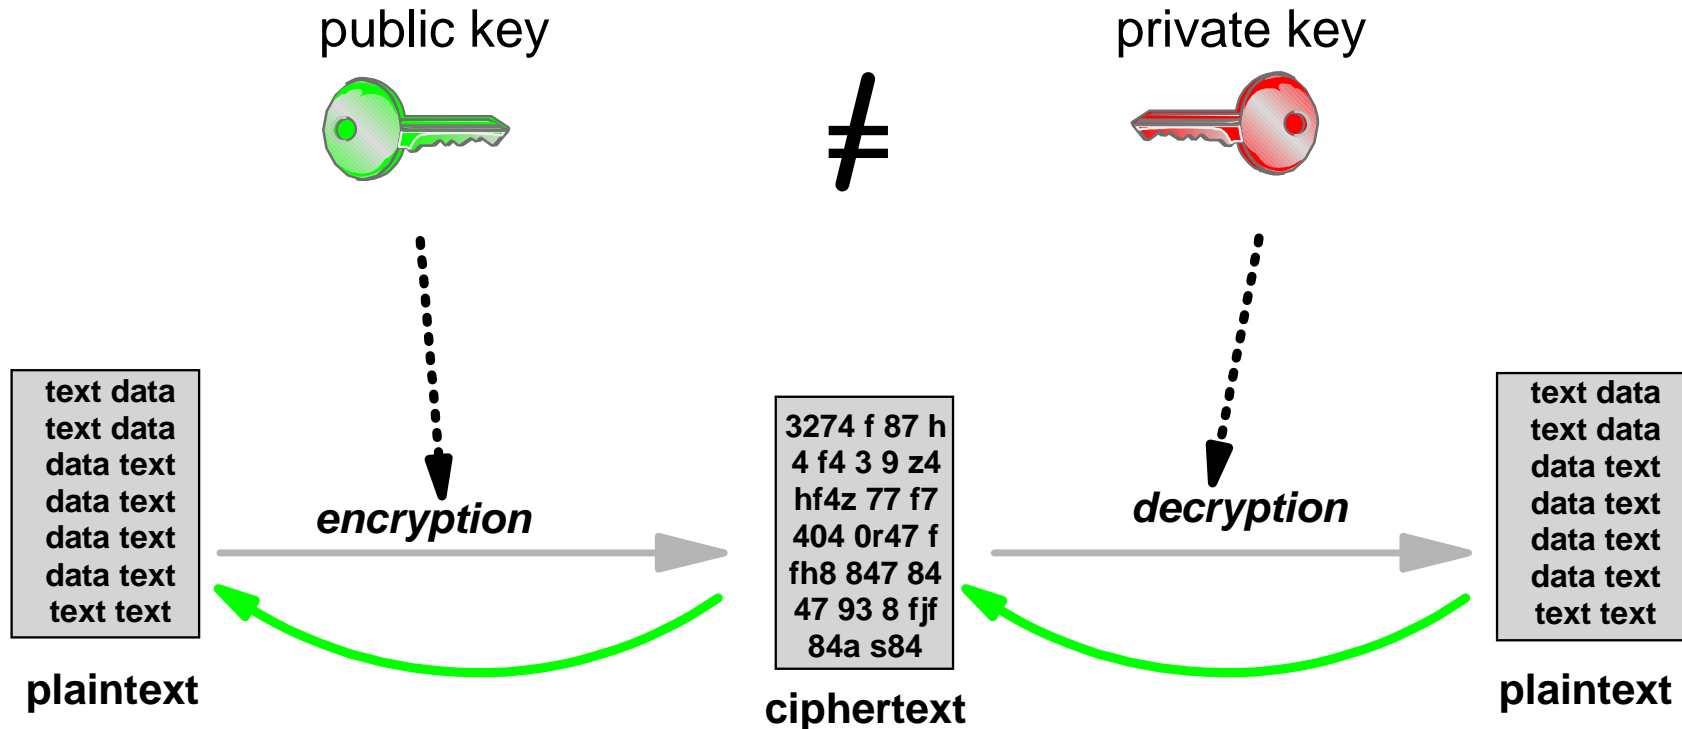 public key
private key
≠
text data
text data
data text
data text
data text
data text
text text
plaintext
encryption
3274 f 87 h
4 f4 3 9 z4
hf4z 77 f7
404 0r47 f
fh8 847 84
47 93 8 fjf
84a s84
ciphertext
decryption
text data
text data
data text
data text
data text
data text
text text
plaintext